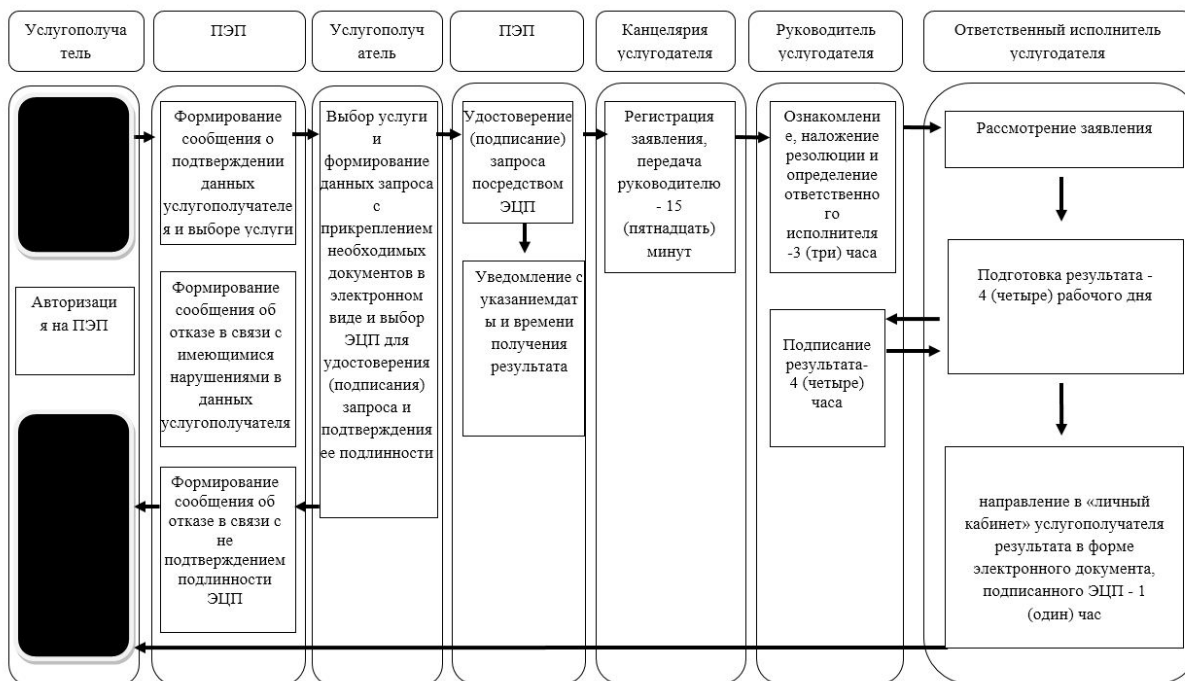 Услугополуча
тель
ПЭП
Услугополуч
атель
ПЭП
Канцелярия
услугодателя
Руководитель
услугодателя
Ответственный исполнитель
услугодателя
Авторизаци
я на ПЭП
Формирование
сообщения о
подтверждении
данных
услугополучателе
я и выборе услуги
Формирование
сообщения об
отказе в связи с
имеющимися
нарушениями в
данных
услугополучателя
Формирование
сообщения об
отказе в связи с
не
подтверждением
подлинности
ЭЦП
Выбор услуги
и
формирование
данных запроса
с
прикреплением
необходимых
документов в
электронном
виде и выбор
ЭЦП для
удостоверения
(подписания)
запроса и
подтверждения
ее подлинности
Удостоверение
(подписание)
запроса
посредством
ЭЦП
Уведомление с
указаниемдат
ы и времени
получения
результата
Регистрация
заявления,
передача
руководителю
- 15
(пятнадцать)
минут
Ознакомлени
е, наложение
резолюции и
определение
ответственно
го
исполнителя
-3 (три) часа
Подписание
результата-
4 (четыре)
часа
Рассмотрение заявления
Подготовка результата -
4 (четыре) рабочего дня
направление в «личный
кабинет» услугополучателя
результата в форме
электронного документа,
подписанного ЭЦП - 1
(один) час